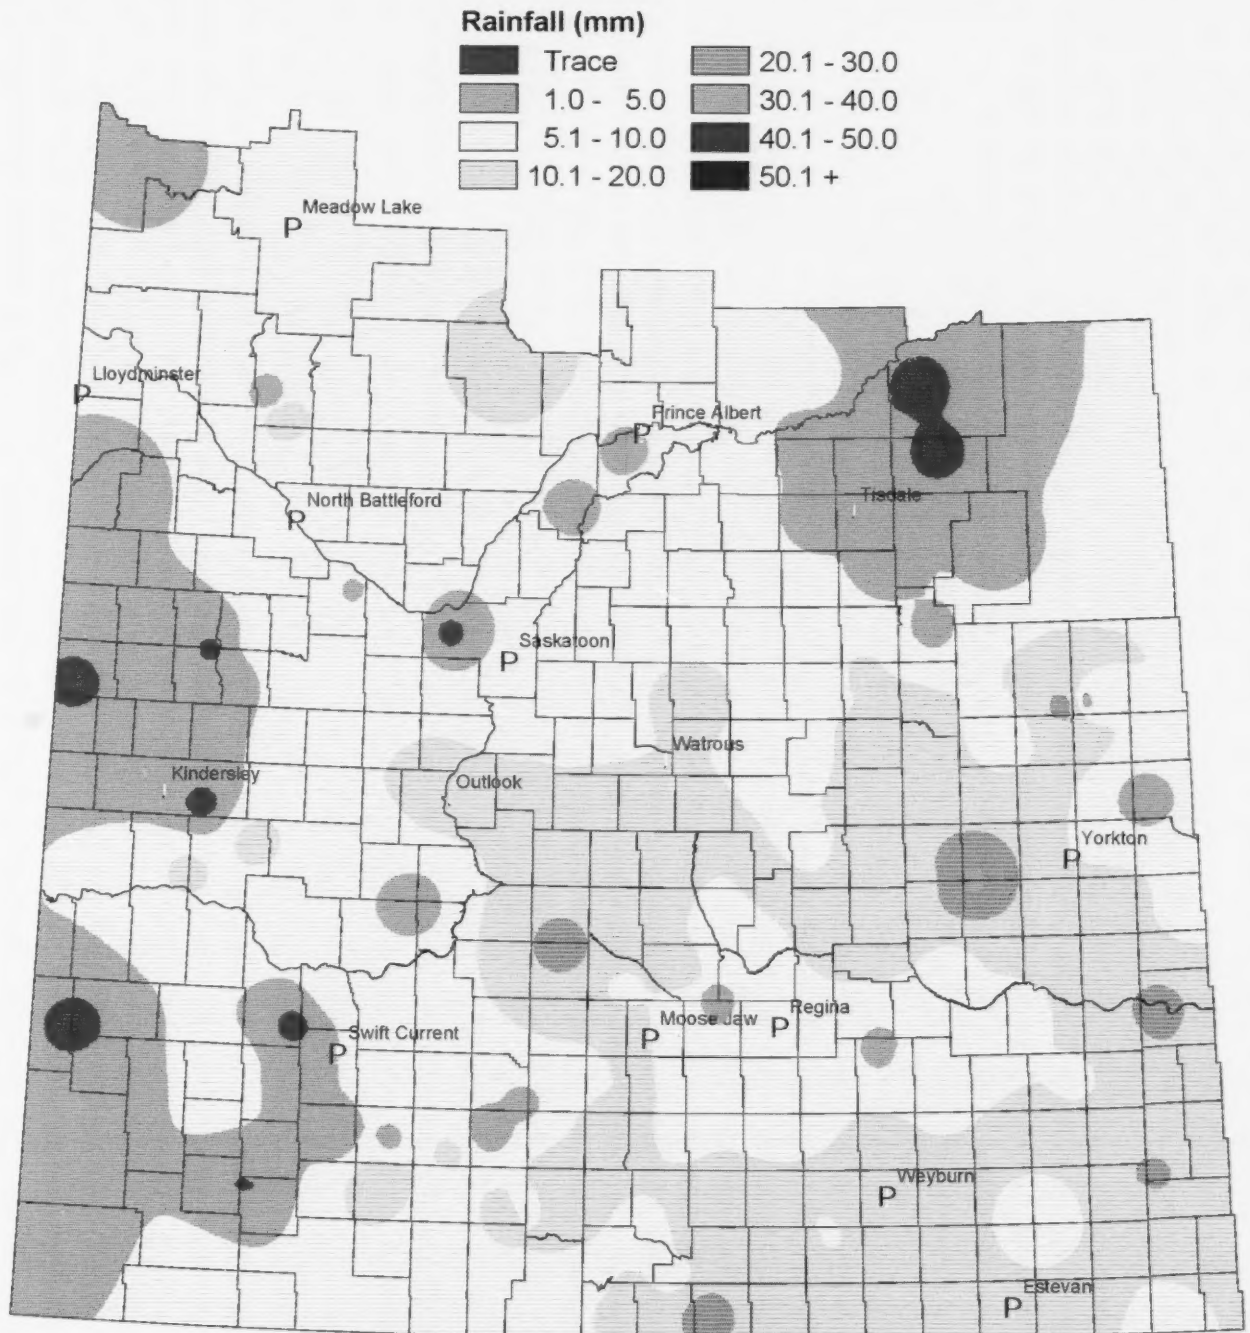 Rainfall (mm)
Trace
1.0 - 5.0
5.1 - 10.0
10.1 - 20.0
20.1 - 30.0
30.1 - 40.0
40.1 - 50.0
50.1 +
Meadow Lake
P
Lloydminster
P
Prince Albert
P
Tisdale
North Battleford
P
Saskatoon
P
Watrous
Kindersley
Outlook
Yorkton
P
Regina
P
Moose Jaw
P
Swift Current
P
Weyburn
P
Estevan
P